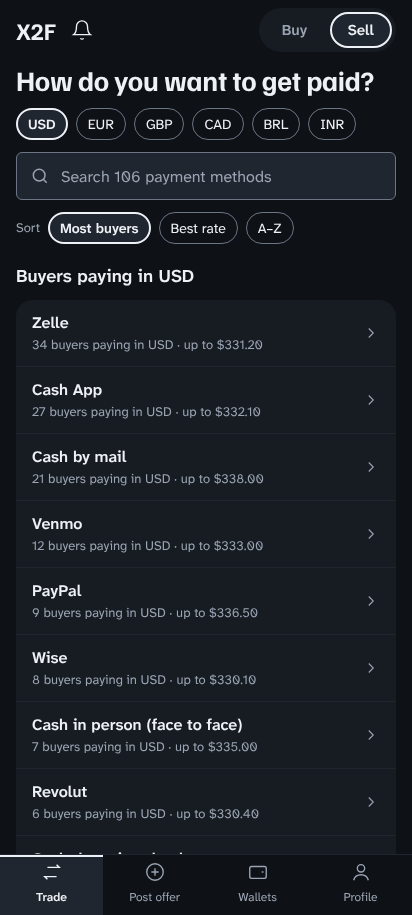 X2F
Buy
Sell
How do you want to get paid?
USD
EUR
GBP
CAD
BRL
INR
Search 106 payment methods
Sort
Most buyers
Best rate
A–Z
Buyers paying in USD
Zelle
34 buyers paying in USD · up to $331.20
Cash App
27 buyers paying in USD · up to $332.10
Cash by mail
21 buyers paying in USD · up to $338.00
Venmo
12 buyers paying in USD · up to $333.00
PayPal
9 buyers paying in USD · up to $336.50
Wise
8 buyers paying in USD · up to $330.10
Cash in person (face to face)
7 buyers paying in USD · up to $335.00
Revolut
6 buyers paying in USD · up to $330.40
Trade
Post offer
Wallets
Profile